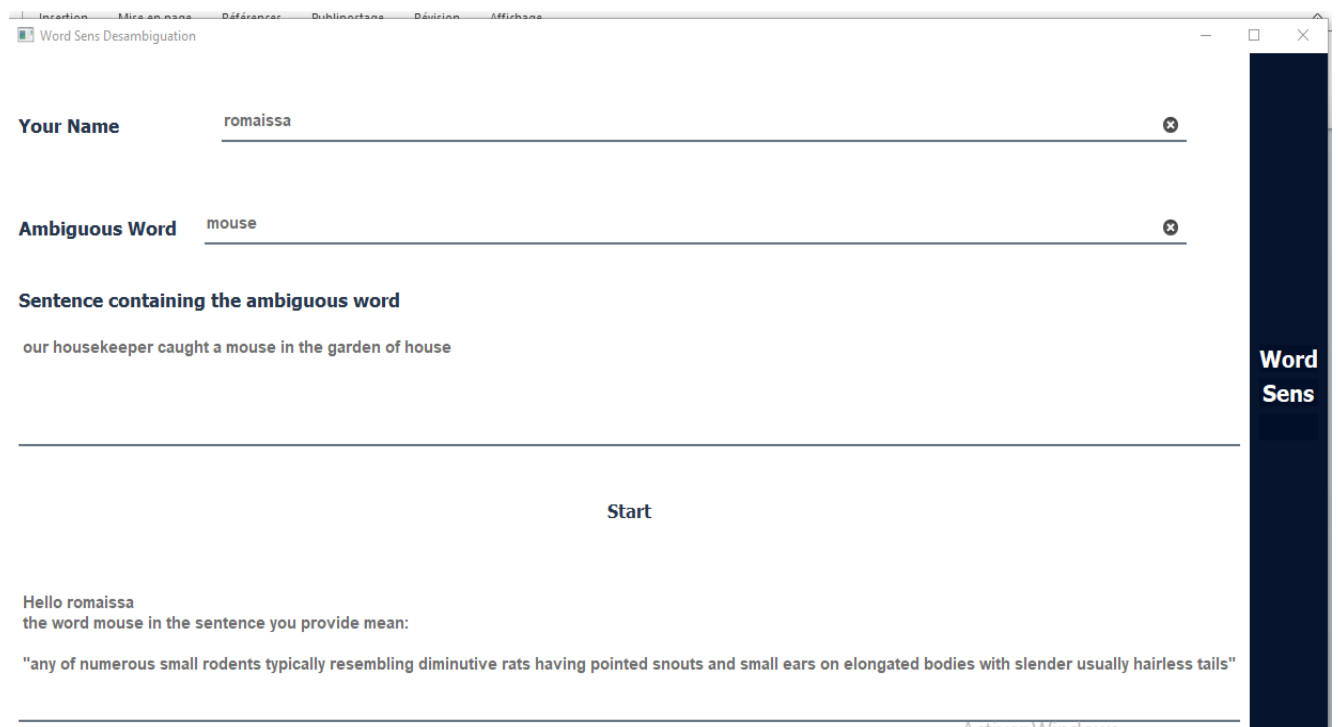 Insertion Mise en page Références Publipostage Révision Affichage
Word Sens Desambiguation
Your Name
romaissa
Ambiguous Word
mouse
Sentence containing the ambiguous word
our housekeeper caught a mouse in the garden of house
Word
Sens
Start
Hello romaissa
the word mouse in the sentence you provide mean:
"any of numerous small rodents typically resembling diminutive rats having pointed snouts and small ears on elongated bodies with slender usually hairless tails"
Activer Windows